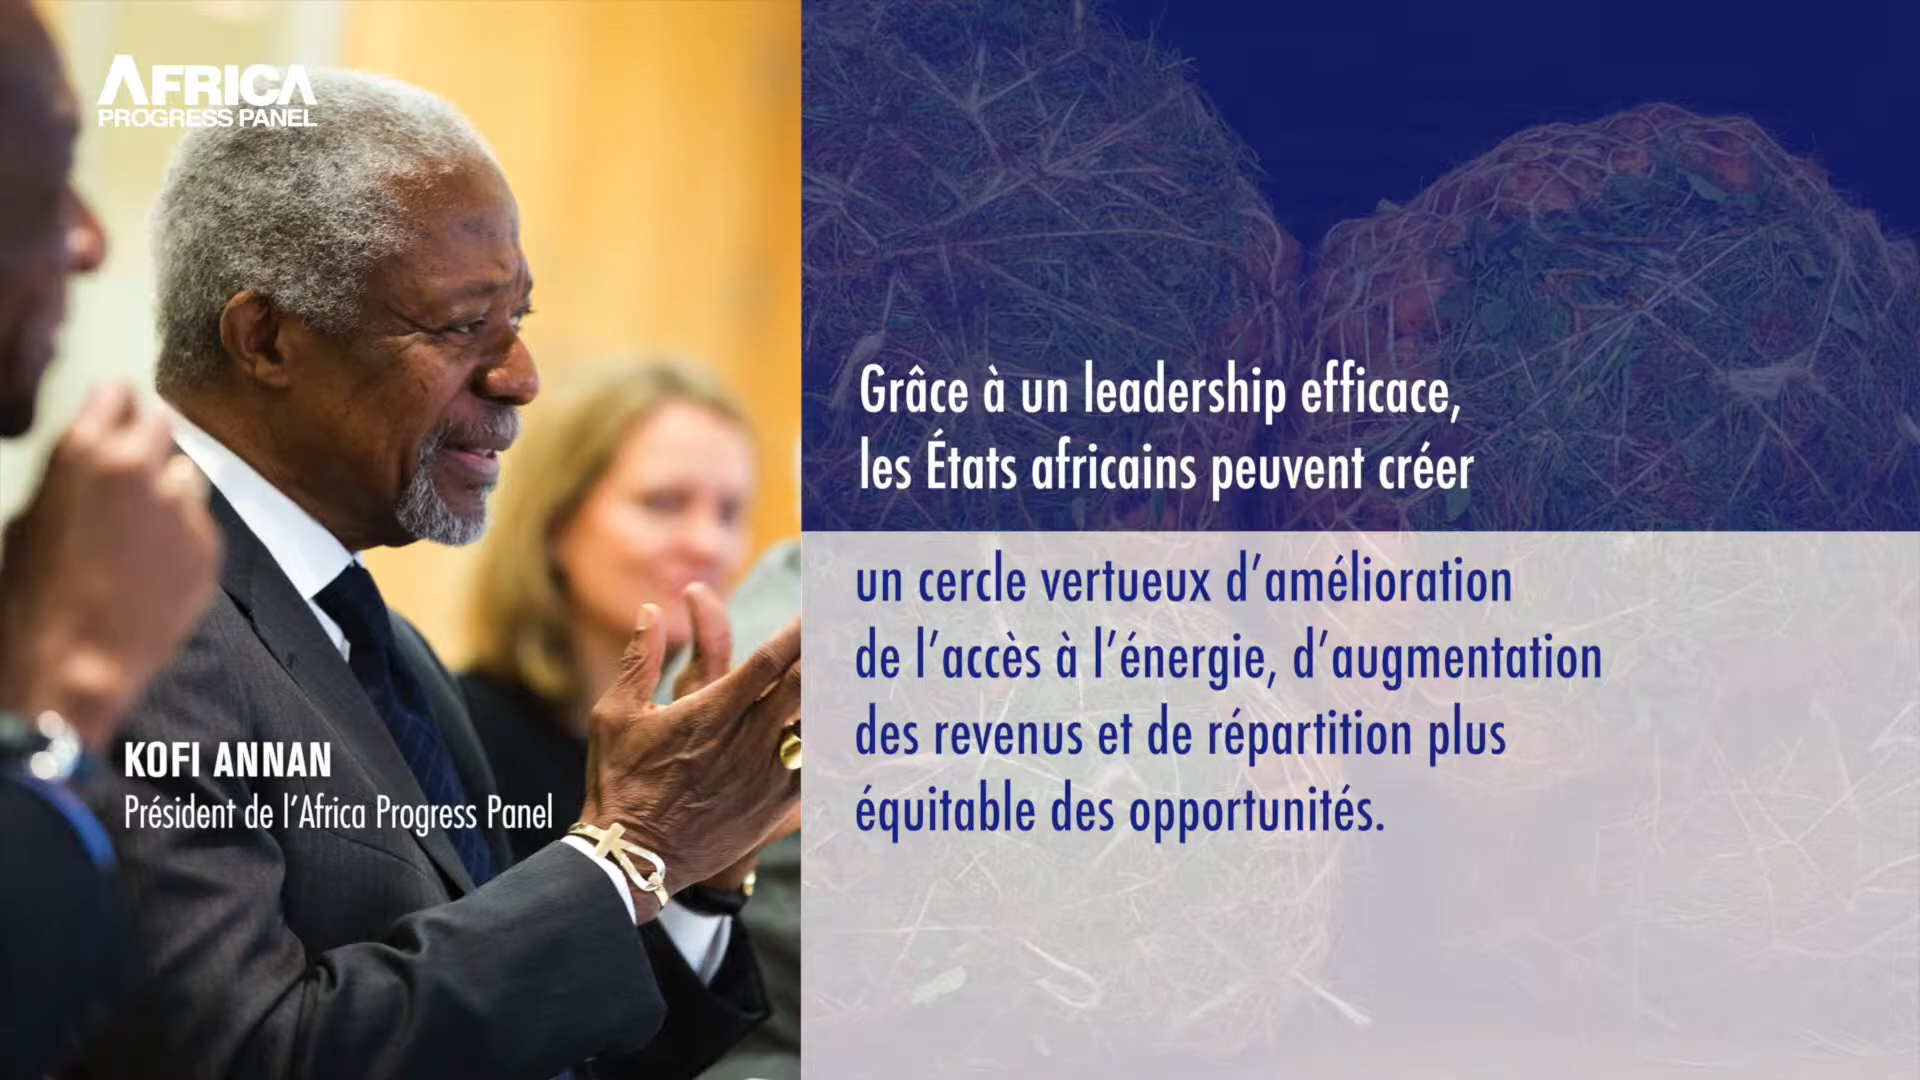 AFRICA
PROGRESS PANEL
KOFI ANNAN
Président de l’Africa Progress Panel
Grâce à un leadership efficace,
les États africains peuvent créer
un cercle vertueux d’amélioration
de l’accès à l’énergie, d’augmentation
des revenus et de répartition plus
équitable des opportunités.